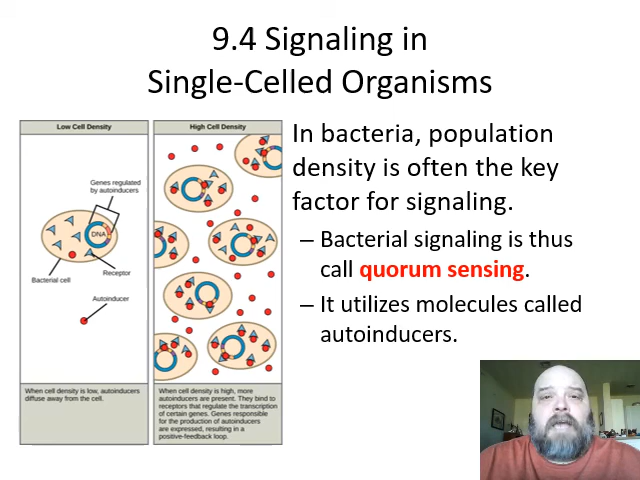 9.4 Signaling in
Single-Celled Organisms
Low Cell Density
High Cell Density
Genes regulated
by autoinducers
DNA
Bacterial cell
Receptor
Autoinducer
When cell density is low, autoinducers
diffuse away from the cell.
When cell density is high, more
autoinducers are present. They bind to
receptors that regulate the transcription
of certain genes. Genes responsible
for the production of autoinducers
are expressed, resulting in a
positive-feedback loop.
In bacteria, population
density is often the key
factor for signaling.
– Bacterial signaling is thus
call quorum sensing.
– It utilizes molecules called
autoinducers.